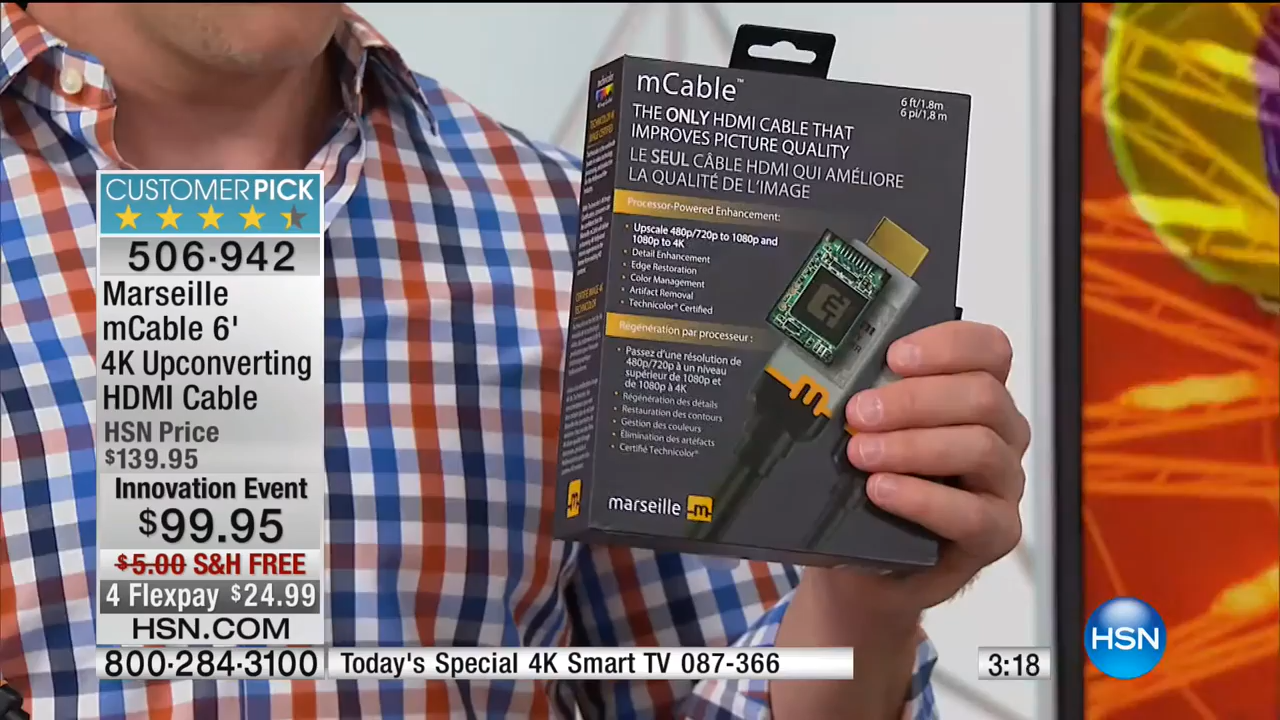 CUSTOMERPICK
506-942
Marseille
mCable 6'
4K Upconverting
HDMI Cable
HSN Price
$139.95
Innovation Event
$99.95
$5.00 S&H FREE
4 Flexpay $24.99
HSN.COM
800-284-3100
Today's Special 4K Smart TV 087-366
3:18
HSN
mCable™
6 ft/1.8m
6 pi/1,8 m
THE ONLY HDMI CABLE THAT
IMPROVES PICTURE QUALITY
LE SEUL CÂBLE HDMI QUI AMÉLIORE
LA QUALITÉ DE L'IMAGE
Processor-Powered Enhancement:
• Upscale 480p/720p to 1080p and
1080p to 4K
• Detail Enhancement
• Edge Restoration
• Color Management
• Artifact Removal
• Technicolor® Certified
Régénération par processeur :
• Passez d'une résolution de
480p/720p à un niveau
supérieur de 1080p et
de 1080p à 4K
• Régénération des détails
• Restauration des contours
• Gestion des couleurs
• Élimination des artéfacts
• Certifié Technicolor®
marseille m